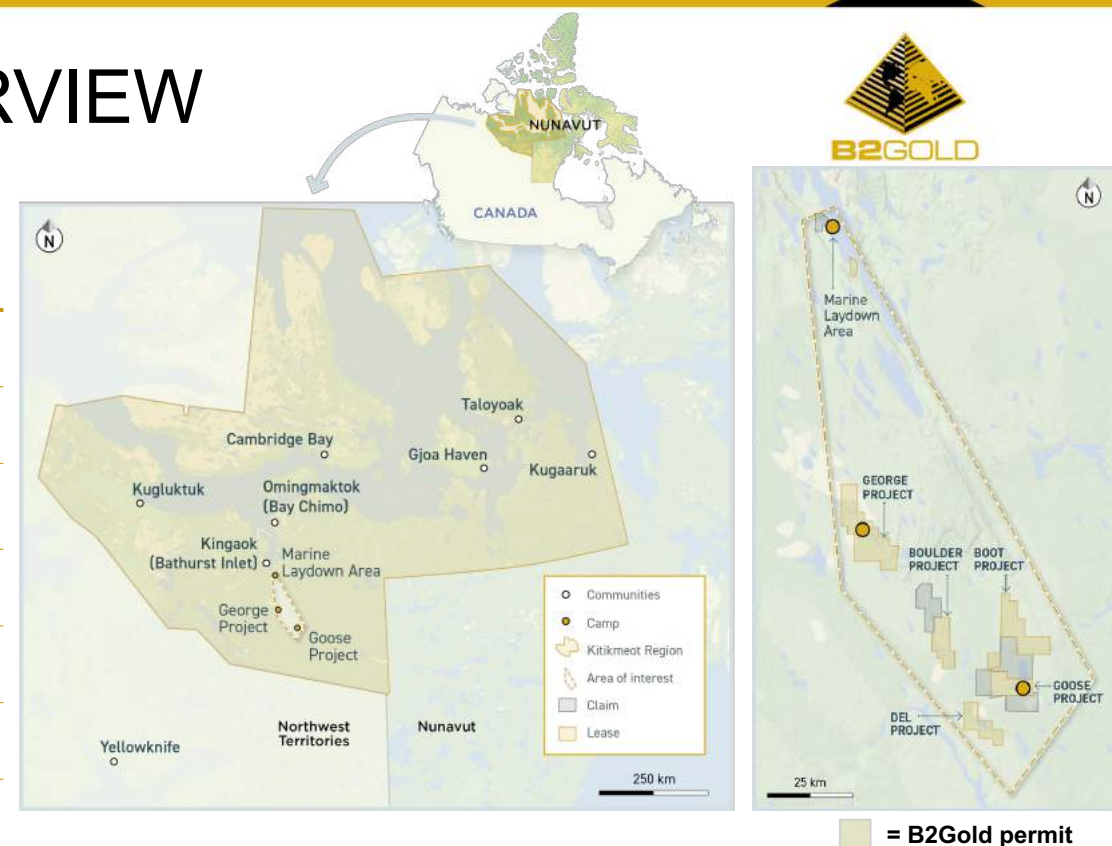 RVIEW
NUNAVUT
CANADA
B2GOLD
N
Taloyoak
Cambridge Bay
Gjoa Haven
Kugaaruk
Kugluktuk
Omingmaktok
(Bay Chimo)
Kingaok
(Bathurst Inlet)
Marine
Laydown Area
George
Project
Goose
Project
Northwest
Territories
Nunavut
Yellowknife
Communities
Camp
Kitikmeot Region
Area of interest
Claim
Lease
250 km
N
Marine
Laydown
Area
GEORGE
PROJECT
BOULDER
PROJECT
BOOT
PROJECT
GOOSE
PROJECT
DEL
PROJECT
25 km
= B2Gold permit